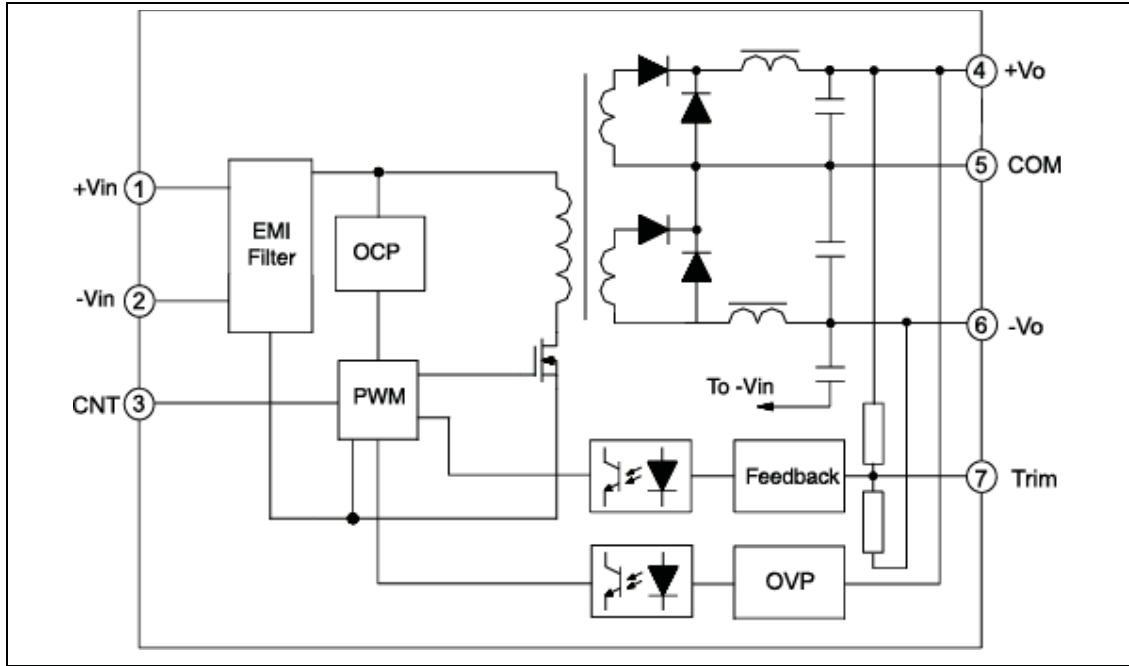 4 +Vo
5 COM
+Vin 1
EMI
Filter
OCP
-Vin 2
6 -Vo
To -Vin
CNT 3
PWM
Feedback
7 Trim
OVP